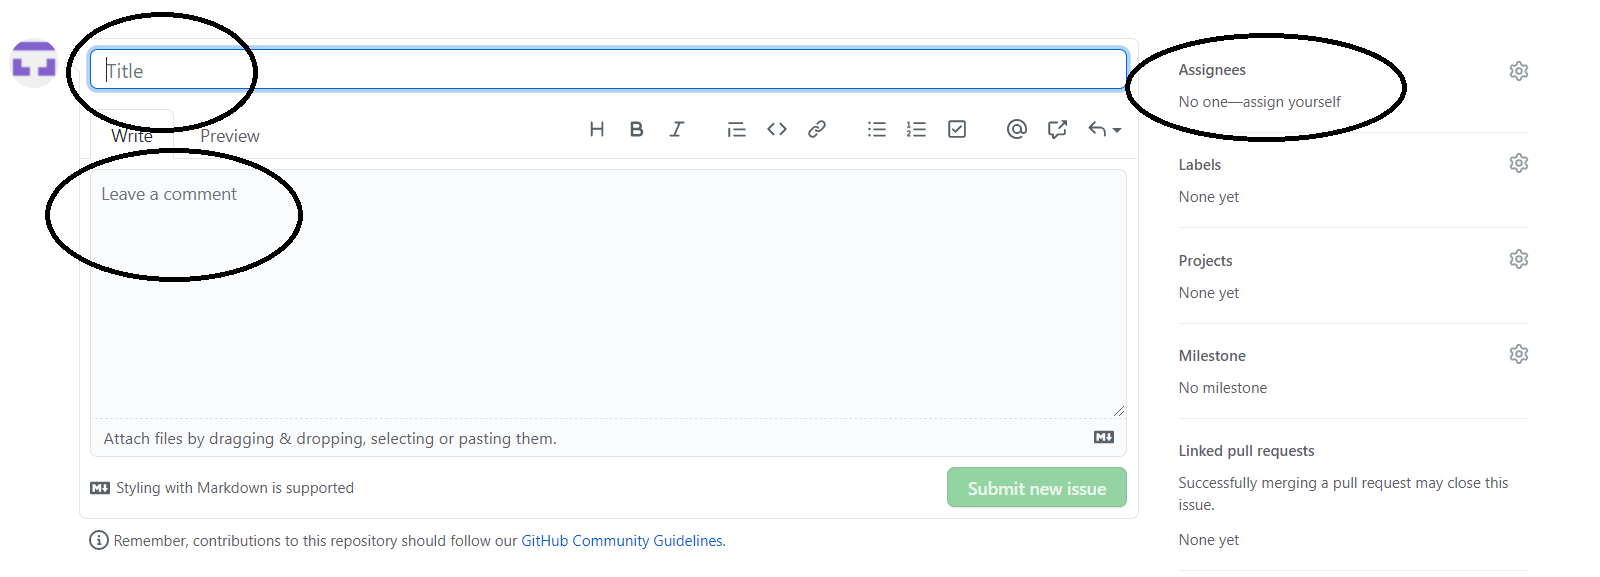 Title
Write
Preview
Leave a comment
Attach files by dragging & dropping, selecting or pasting them.
Styling with Markdown is supported
Submit new issue
Remember, contributions to this repository should follow our GitHub Community Guidelines.
Assignees
No one—assign yourself
Labels
None yet
Projects
None yet
Milestone
No milestone
Linked pull requests
Successfully merging a pull request may close this
issue.
None yet